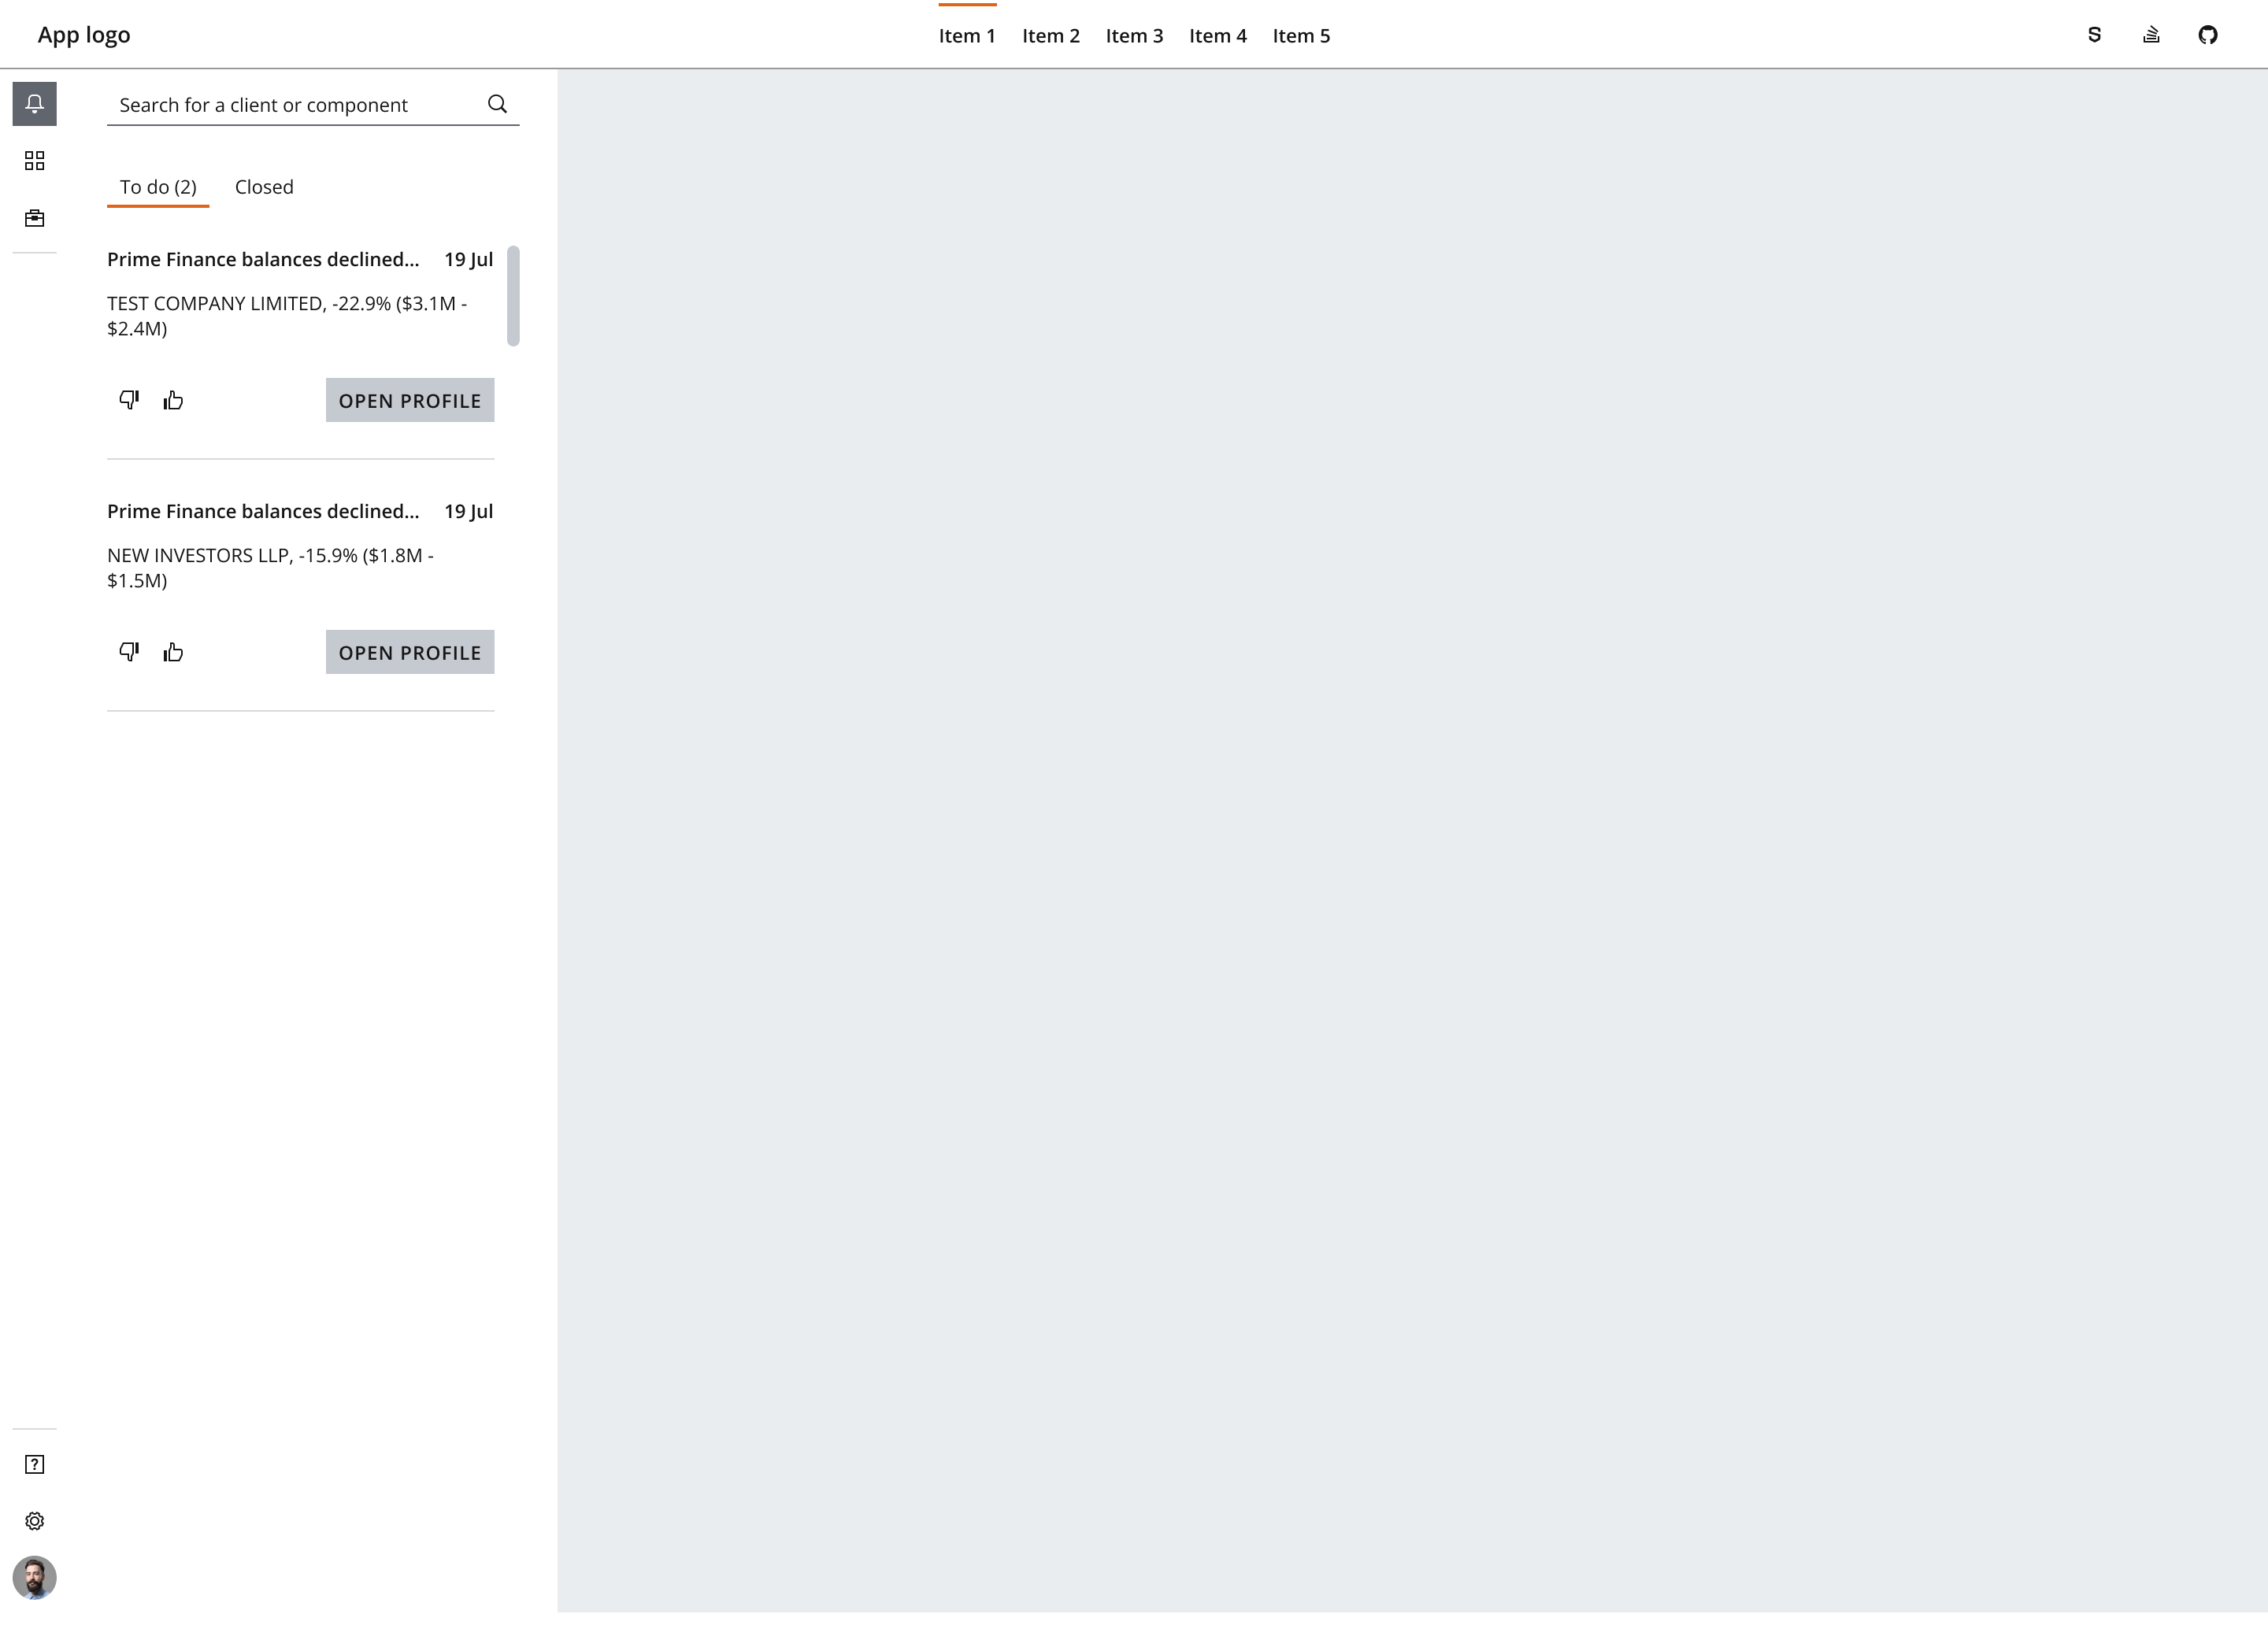 App logo
Item 1
Item 2
Item 3
Item 4
Item 5
S
Search for a client or component
To do (2)
Closed
Prime Finance balances declined...
19 Jul
TEST COMPANY LIMITED, -22.9% ($3.1M -
$2.4M)
OPEN PROFILE
Prime Finance balances declined...
19 Jul
NEW INVESTORS LLP, -15.9% ($1.8M -
$1.5M)
OPEN PROFILE
?